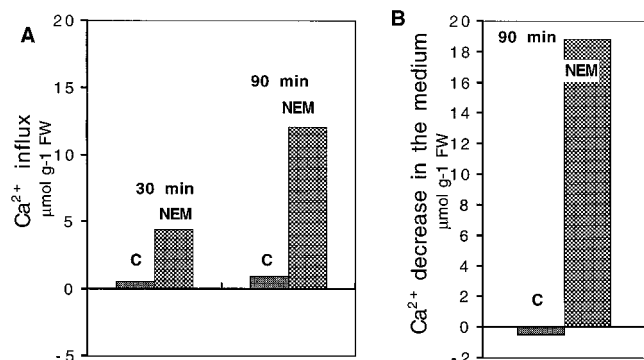 A
20
15
10
5
0
-5
Ca2+ influx
µmol g-1 FW
30 min
NEM
C
90 min
NEM
C
B
20
18
16
14
12
10
8
6
4
2
0
-2
Ca2+ decrease in the medium
µmol g-1 FW
90 min
NEM
C